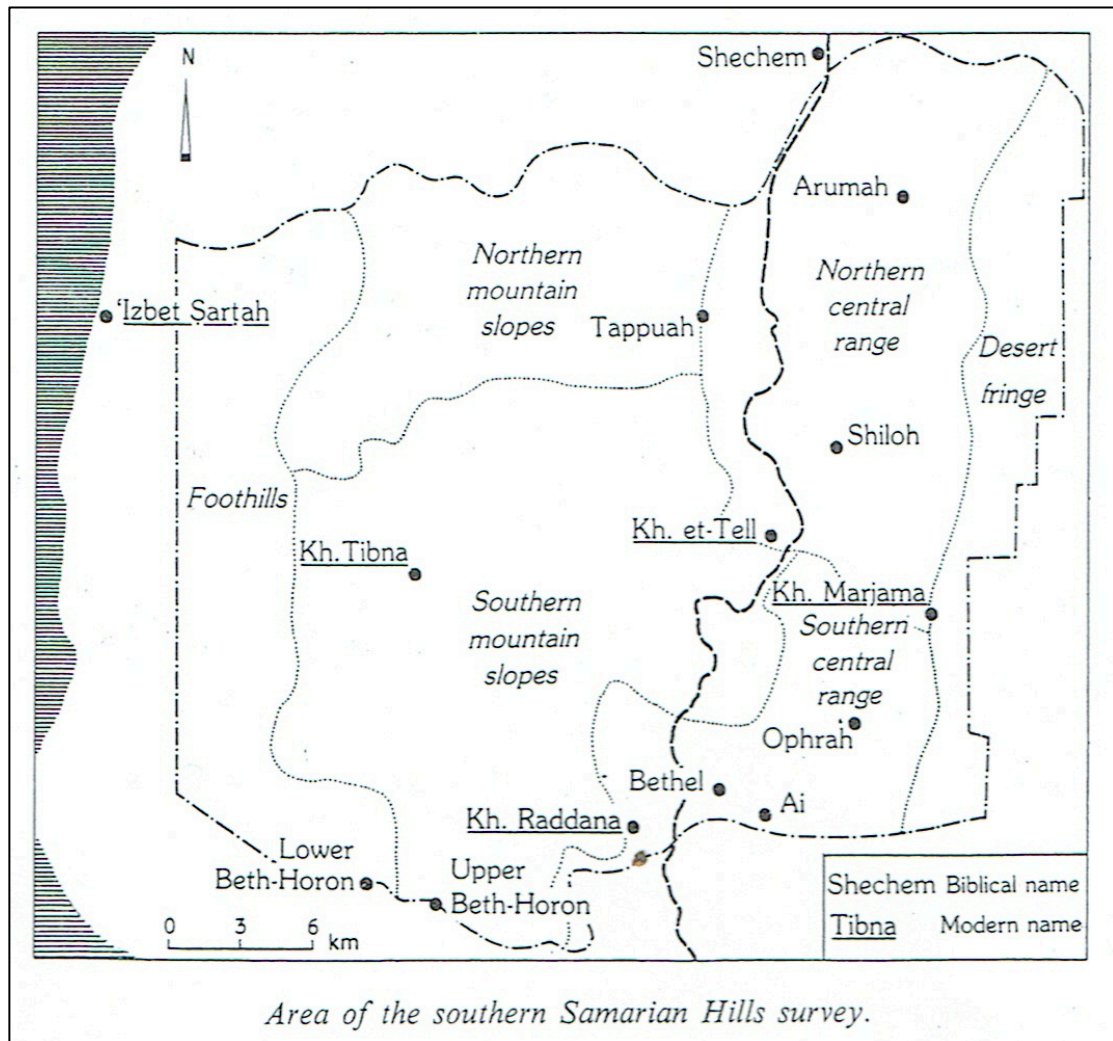 N
Shechem
Arumah
Northern
mountain
slopes
Northern
central
range
'Izbet Sartah
Tappuah
Desert
fringe
Shiloh
Foothills
Kh. et-Tell
Kh. Tibna
Kh. Marjama
Southern
mountain
slopes
Southern
central
range
Ophrah
Bethel
Ai
Kh. Raddana
Lower
Beth-Horon
Upper
Beth-Horon
0 3 6
km
Shechem Biblical name
Tibna Modern name
Area of the southern Samarian Hills survey.